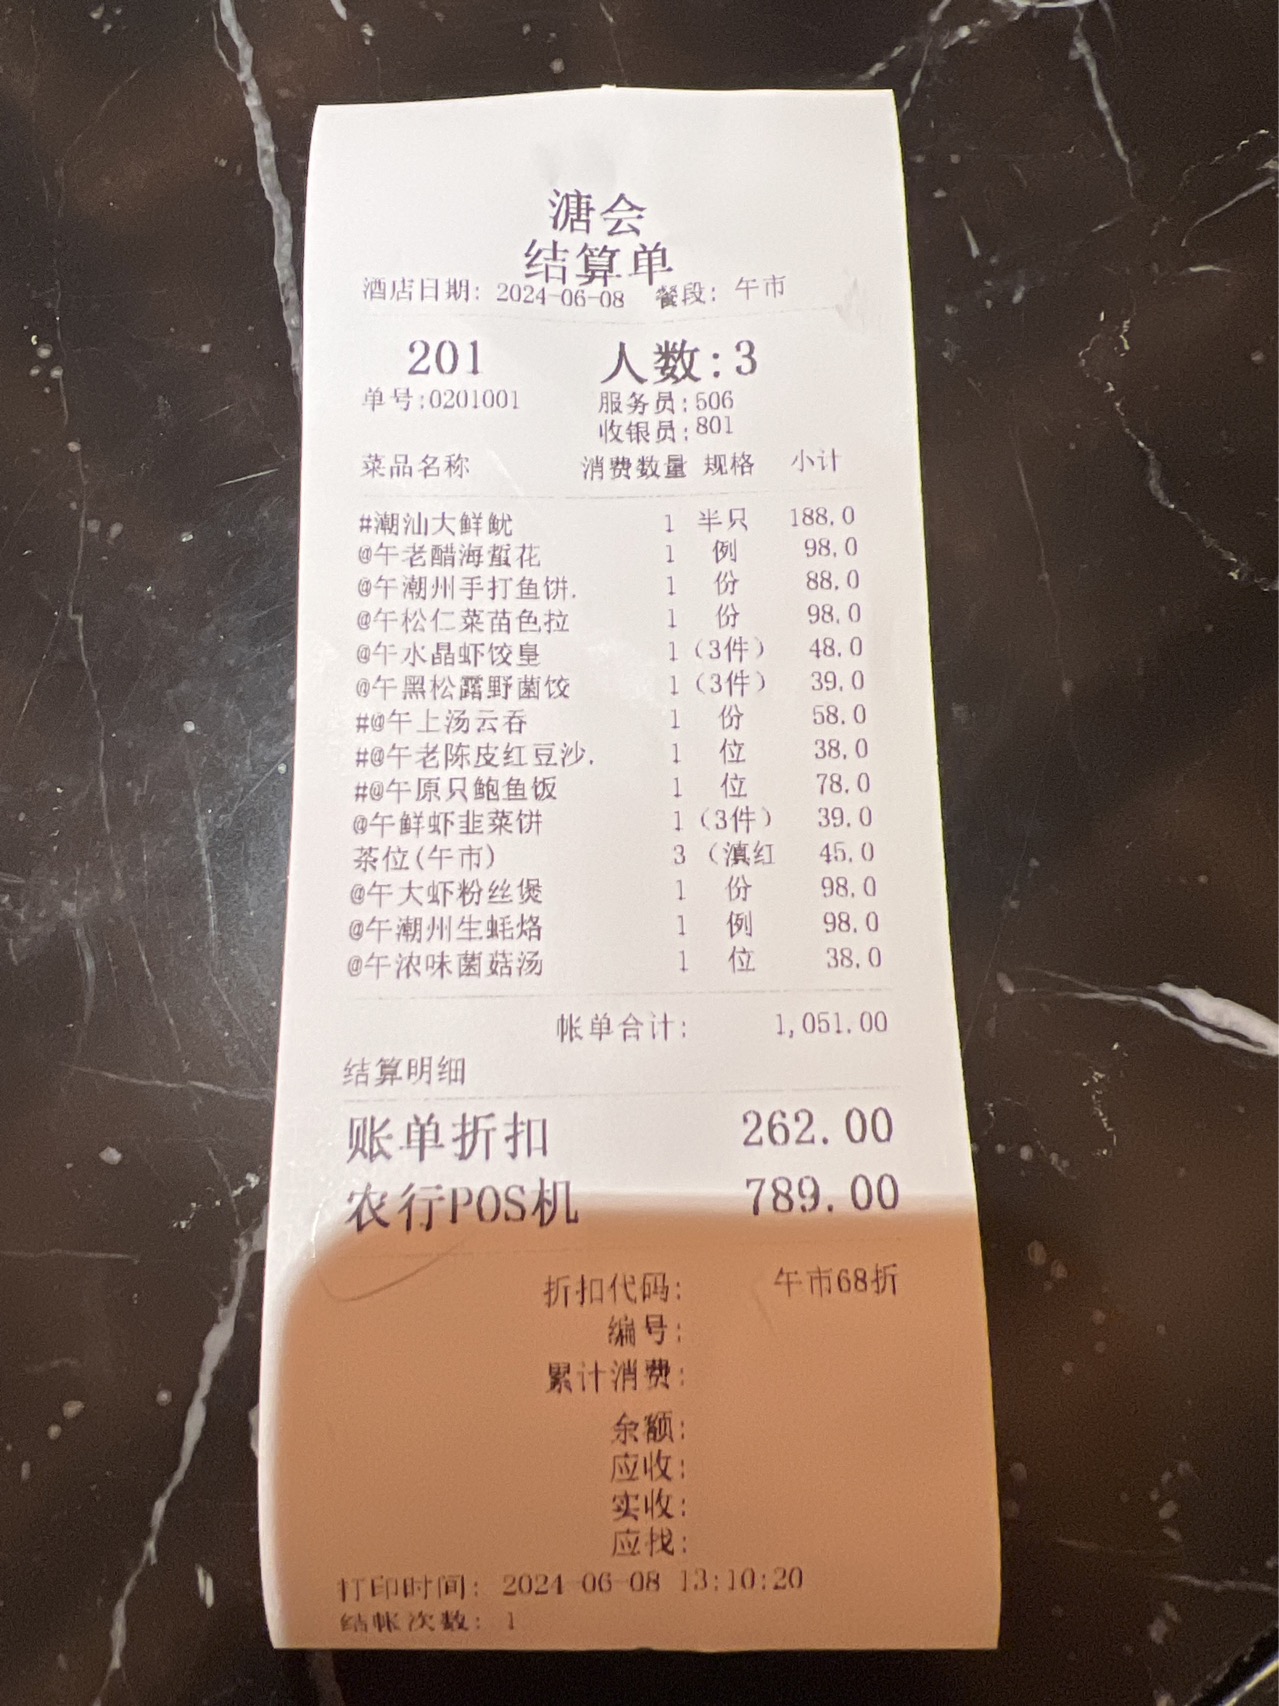 溏会
结算单
酒店日期: 2024-06-08 餐段: 午市
201 人数:3
单号:0201001 服务员:506
收银员:801
菜品名称 消费数量 规格 小计
#潮汕大鲜鱿 1 半只 188.0
@午老醋海蜇花 1 例 98.0
@午潮州手打鱼饼. 1 份 88.0
@午松仁菜苗色拉 1 份 98.0
@午水晶虾饺皇 1 (3件) 48.0
@午黑松露野菌饺 1 (3件) 39.0
#@午上汤云吞 1 份 58.0
#@午老陈皮红豆沙. 1 位 38.0
#@午原只鲍鱼饭 1 位 78.0
@午鲜虾韭菜饼 1 (3件) 39.0
茶位(午市) 3 (滇红 45.0
@午大虾粉丝煲 1 份 98.0
@午潮州生蚝烙 1 例 98.0
@午浓味菌菇汤 1 位 38.0
帐单合计: 1,051.00
结算明细
账单折扣 262.00
农行POS机 789.00
折扣代码: 午市68折
编号:
累计消费:
余额:
应收:
实收:
应找:
打印时间: 2024-06-08 13:10:20
结帐次数: 1